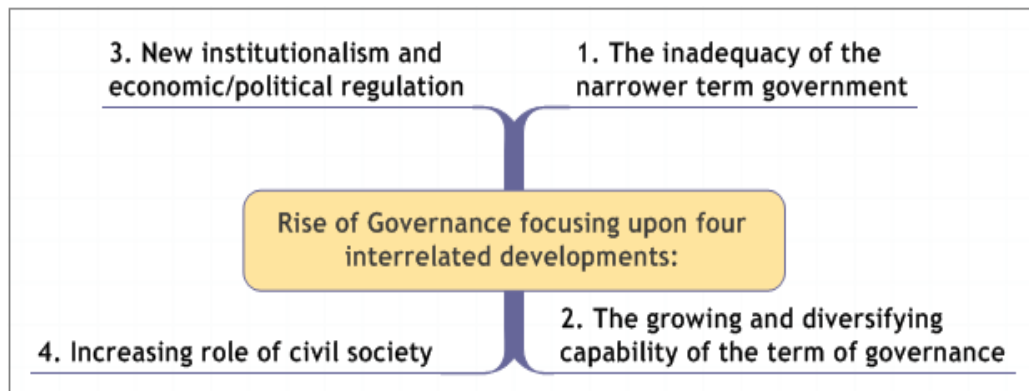 3. New institutionalism and
economic/political regulation
1. The inadequacy of the
narrower term government
Rise of Governance focusing upon four
interrelated developments:
4. Increasing role of civil society
2. The growing and diversifying
capability of the term of governance